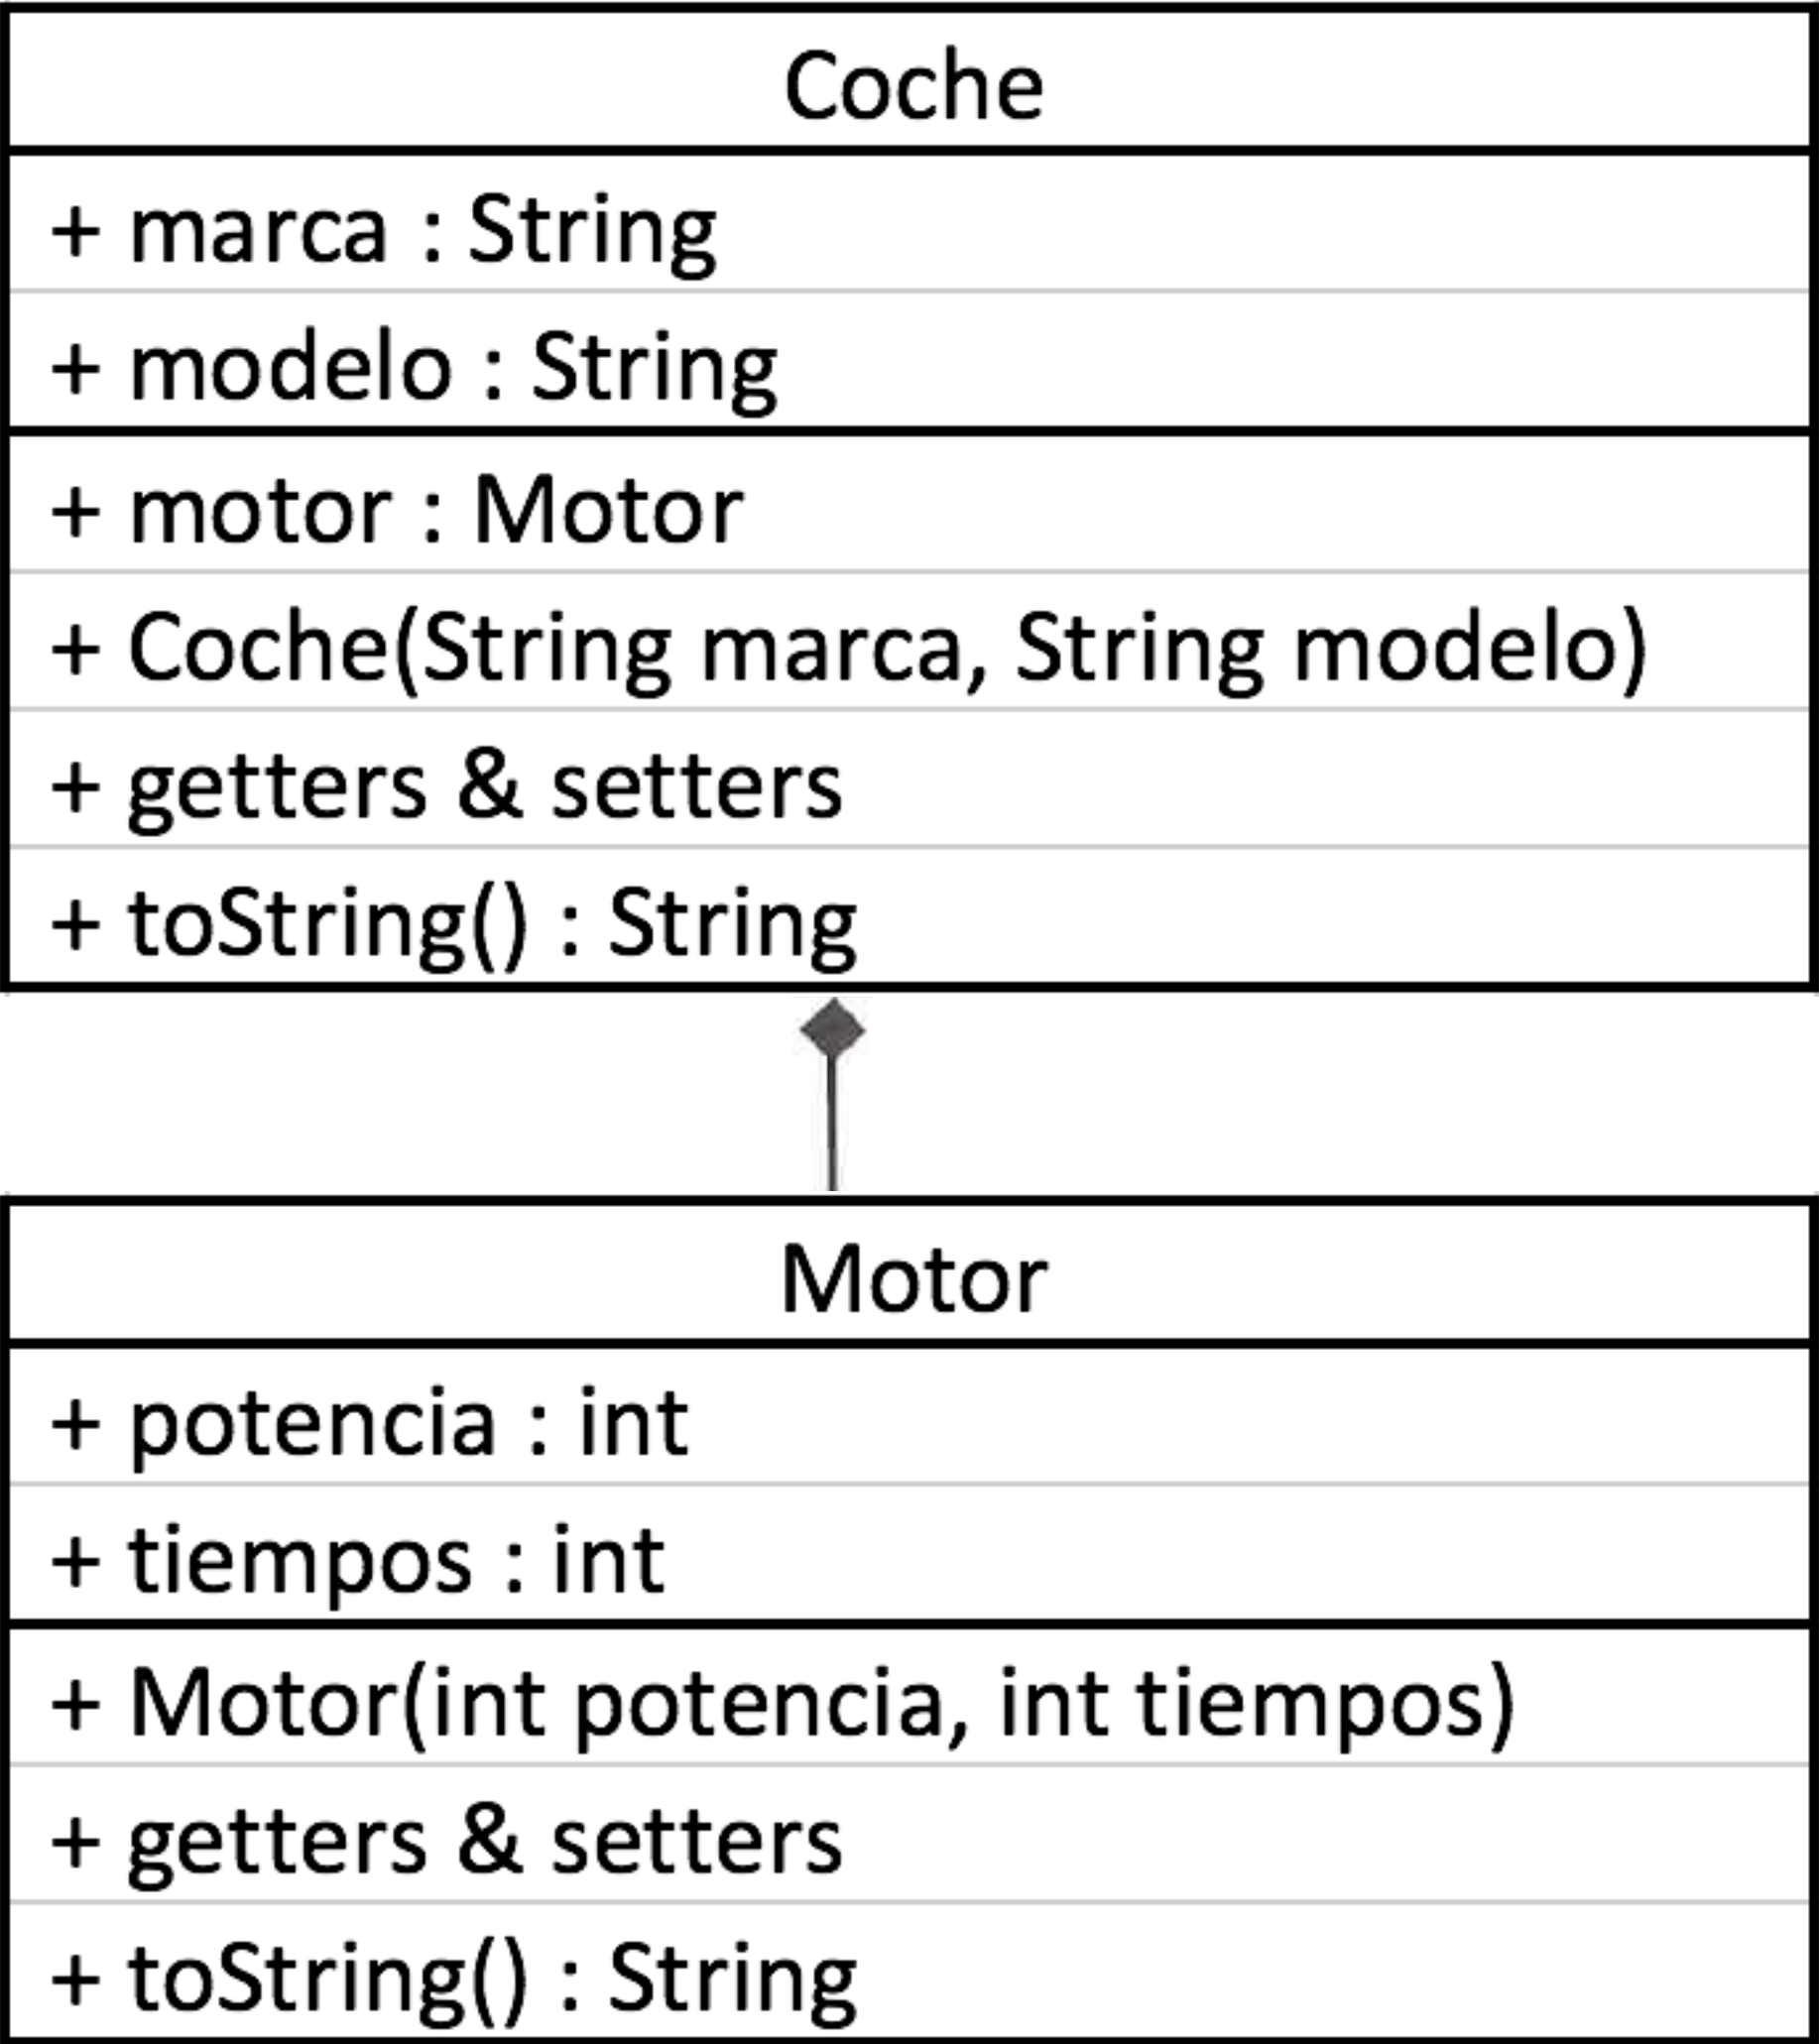 Coche
+ marca : String
+ modelo : String
+ motor : Motor
+ Coche(String marca, String modelo)
+ getters & setters
+ toString() : String
Motor
+ potencia : int
+ tiempos : int
+ Motor(int potencia, int tiempos)
+ getters & setters
+ toString() : String